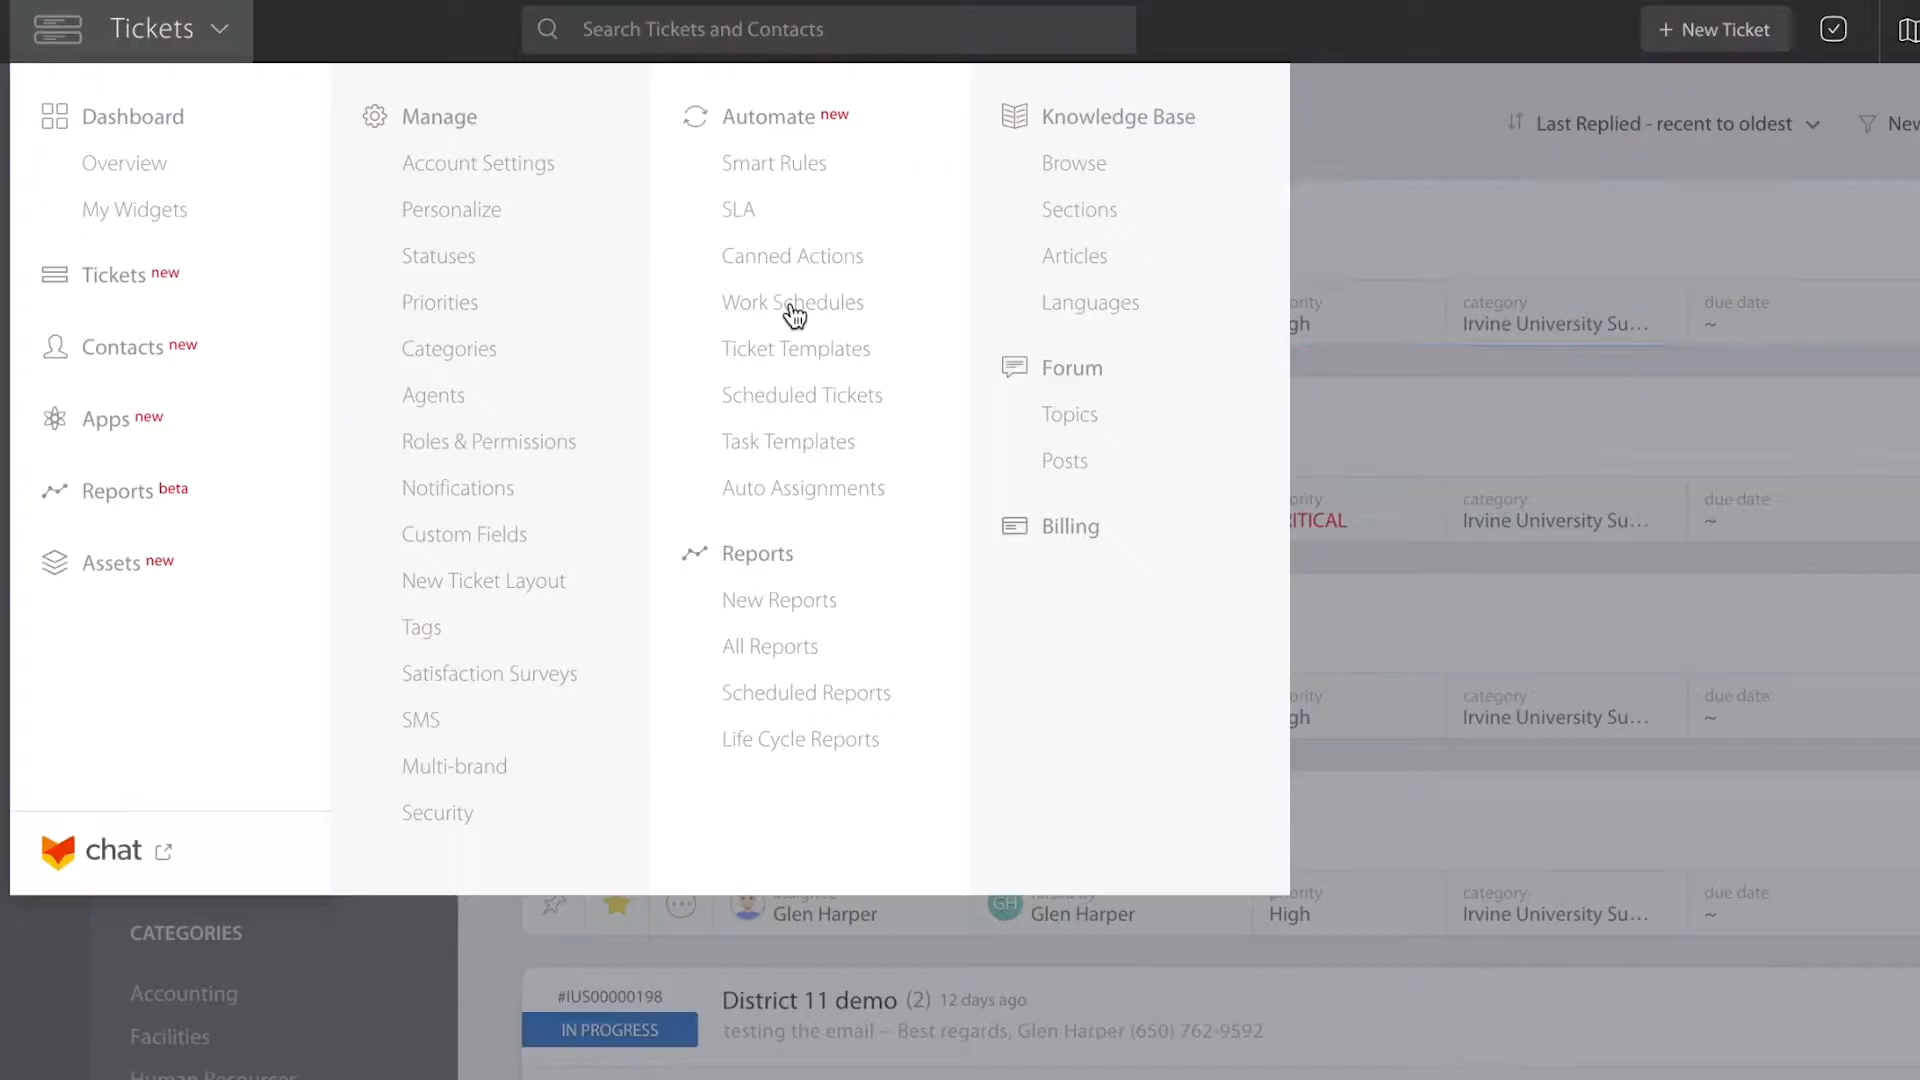 Tickets
Search Tickets and Contacts
+ New Ticket
Dashboard
Overview
My Widgets
Tickets new
Contacts new
Apps new
Reports beta
Assets new
chat
Manage
Account Settings
Personalize
Statuses
Priorities
Categories
Agents
Roles & Permissions
Notifications
Custom Fields
New Ticket Layout
Tags
Satisfaction Surveys
SMS
Multi-brand
Security
Automate new
Smart Rules
SLA
Canned Actions
Work Schedules
Ticket Templates
Scheduled Tickets
Task Templates
Auto Assignments
Reports
New Reports
All Reports
Scheduled Reports
Life Cycle Reports
Knowledge Base
Browse
Sections
Articles
Languages
Forum
Topics
Posts
Billing
Last Replied - recent to oldest
category due date
Irvine University Su... ~
category due date
Irvine University Su... ~
category due date
Irvine University Su... ~
category due date
GH Glen Harper Glen Harper High Irvine University Su... ~
CATEGORIES
Accounting
Facilities
Human Resources
#IUS00000198 District 11 demo (2) 12 days ago
IN PROGRESS testing the email – Best regards, Glen Harper (650) 762-9592